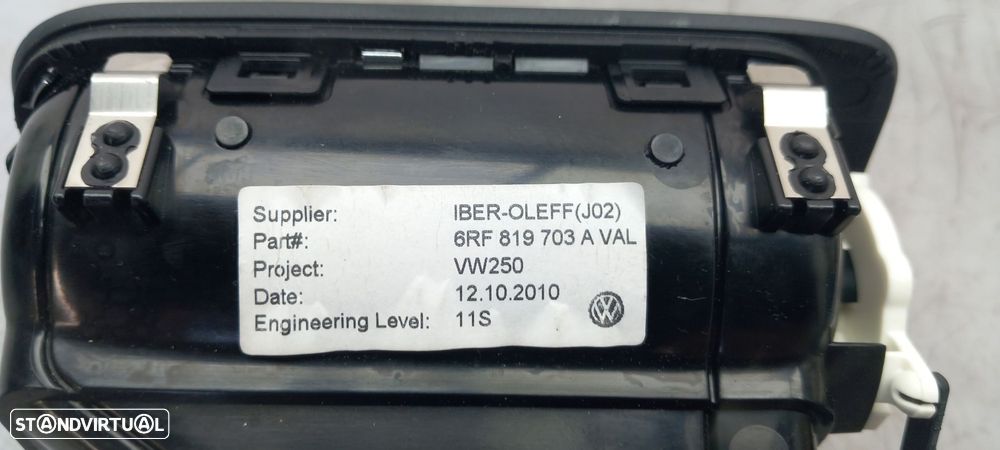 Supplier: IBER-OLEFF(J02)
Part#: 6RF 819 703 A VAL
Project: VW250
Date: 12.10.2010
Engineering Level: 11S
VW
STANDVIRTUAL